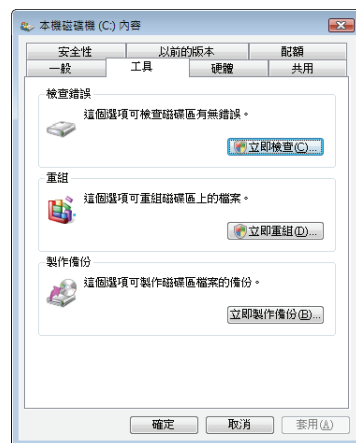 本機磁碟機 (C:) 內容
安全性 以前的版本 配額
一般 工具 硬體 共用
檢查錯誤
這個選項可檢查磁碟區有無錯誤。
立即檢查(C)...
重組
這個選項可重組磁碟區上的檔案。
立即重組(D)...
製作備份
這個選項可製作磁碟區檔案的備份。
立即製作備份(B)...
確定 取消 套用(A)